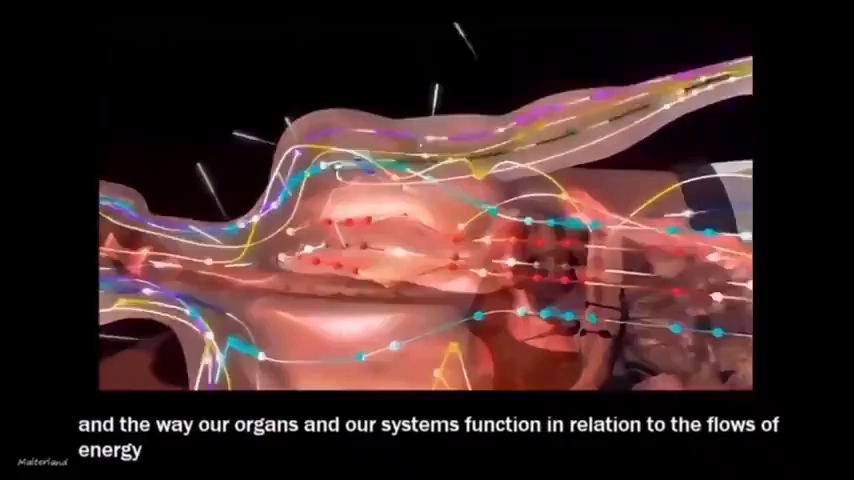 and the way our organs and our systems function in relation to the flows of
energy
Malterland